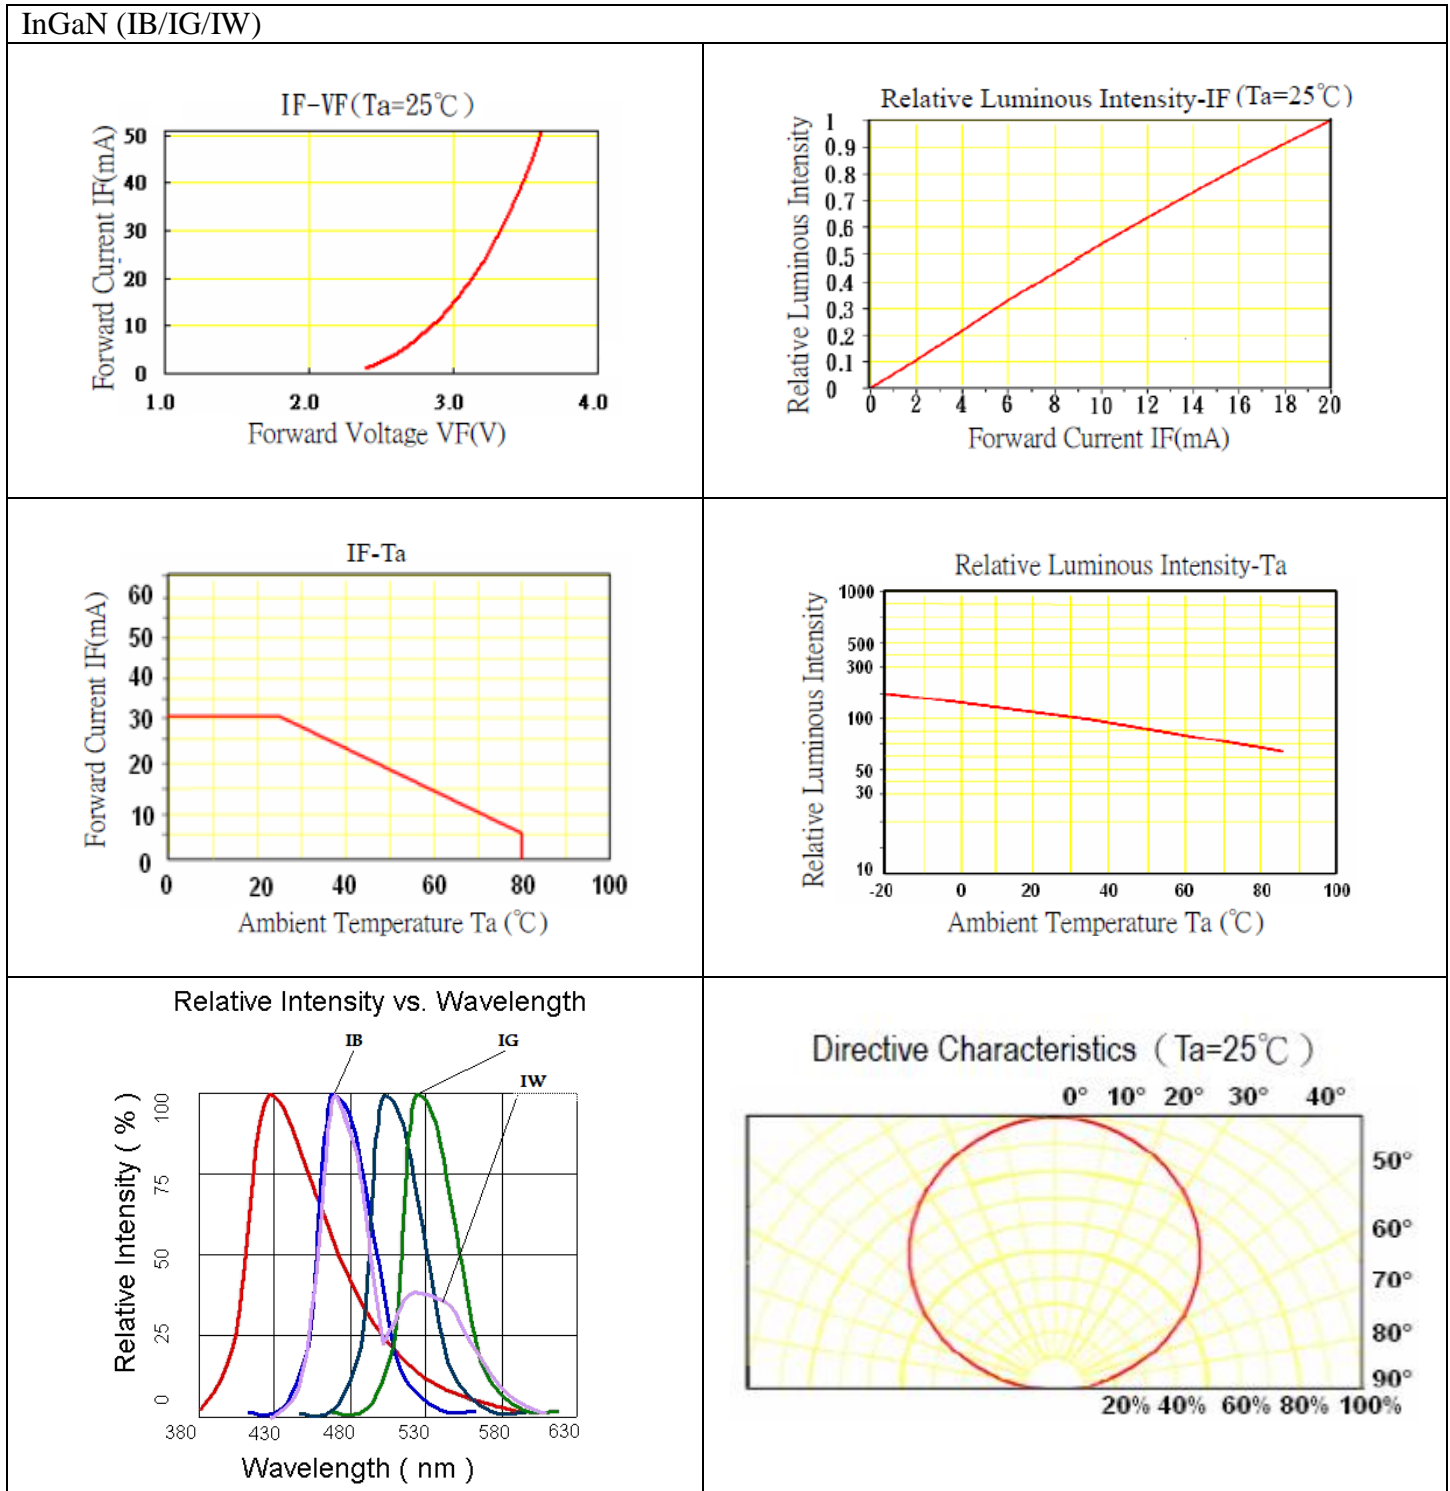 InGaN (IB/IG/IW)
IF-VF(Ta=25℃)
Forward Current IF(mA)
50
40
30
20
10
0
1.0 2.0 3.0 4.0
Forward Voltage VF(V)
Relative Luminous Intensity-IF (Ta=25℃)
Relative Luminous Intensity
1
0.9
0.8
0.7
0.6
0.5
0.4
0.3
0.2
0.1
0
0 2 4 6 8 10 12 14 16 18 20
Forward Current IF(mA)
IF-Ta
Forward Current IF(mA)
60
50
40
30
20
10
0
0 20 40 60 80 100
Ambient Temperature Ta (℃)
Relative Luminous Intensity-Ta
Relative Luminous Intensity
1000
500
300
100
50
30
10
-20 0 20 40 60 80 100
Ambient Temperature Ta (℃)
Relative Intensity vs. Wavelength
IB IG
IW
Relative Intensity ( % )
100
75
50
25
0
380 430 480 530 580 630
Wavelength ( nm )
Directive Characteristics ( Ta=25℃ )
0° 10° 20° 30° 40°
50°
60°
70°
80°
90°
20% 40% 60% 80% 100%